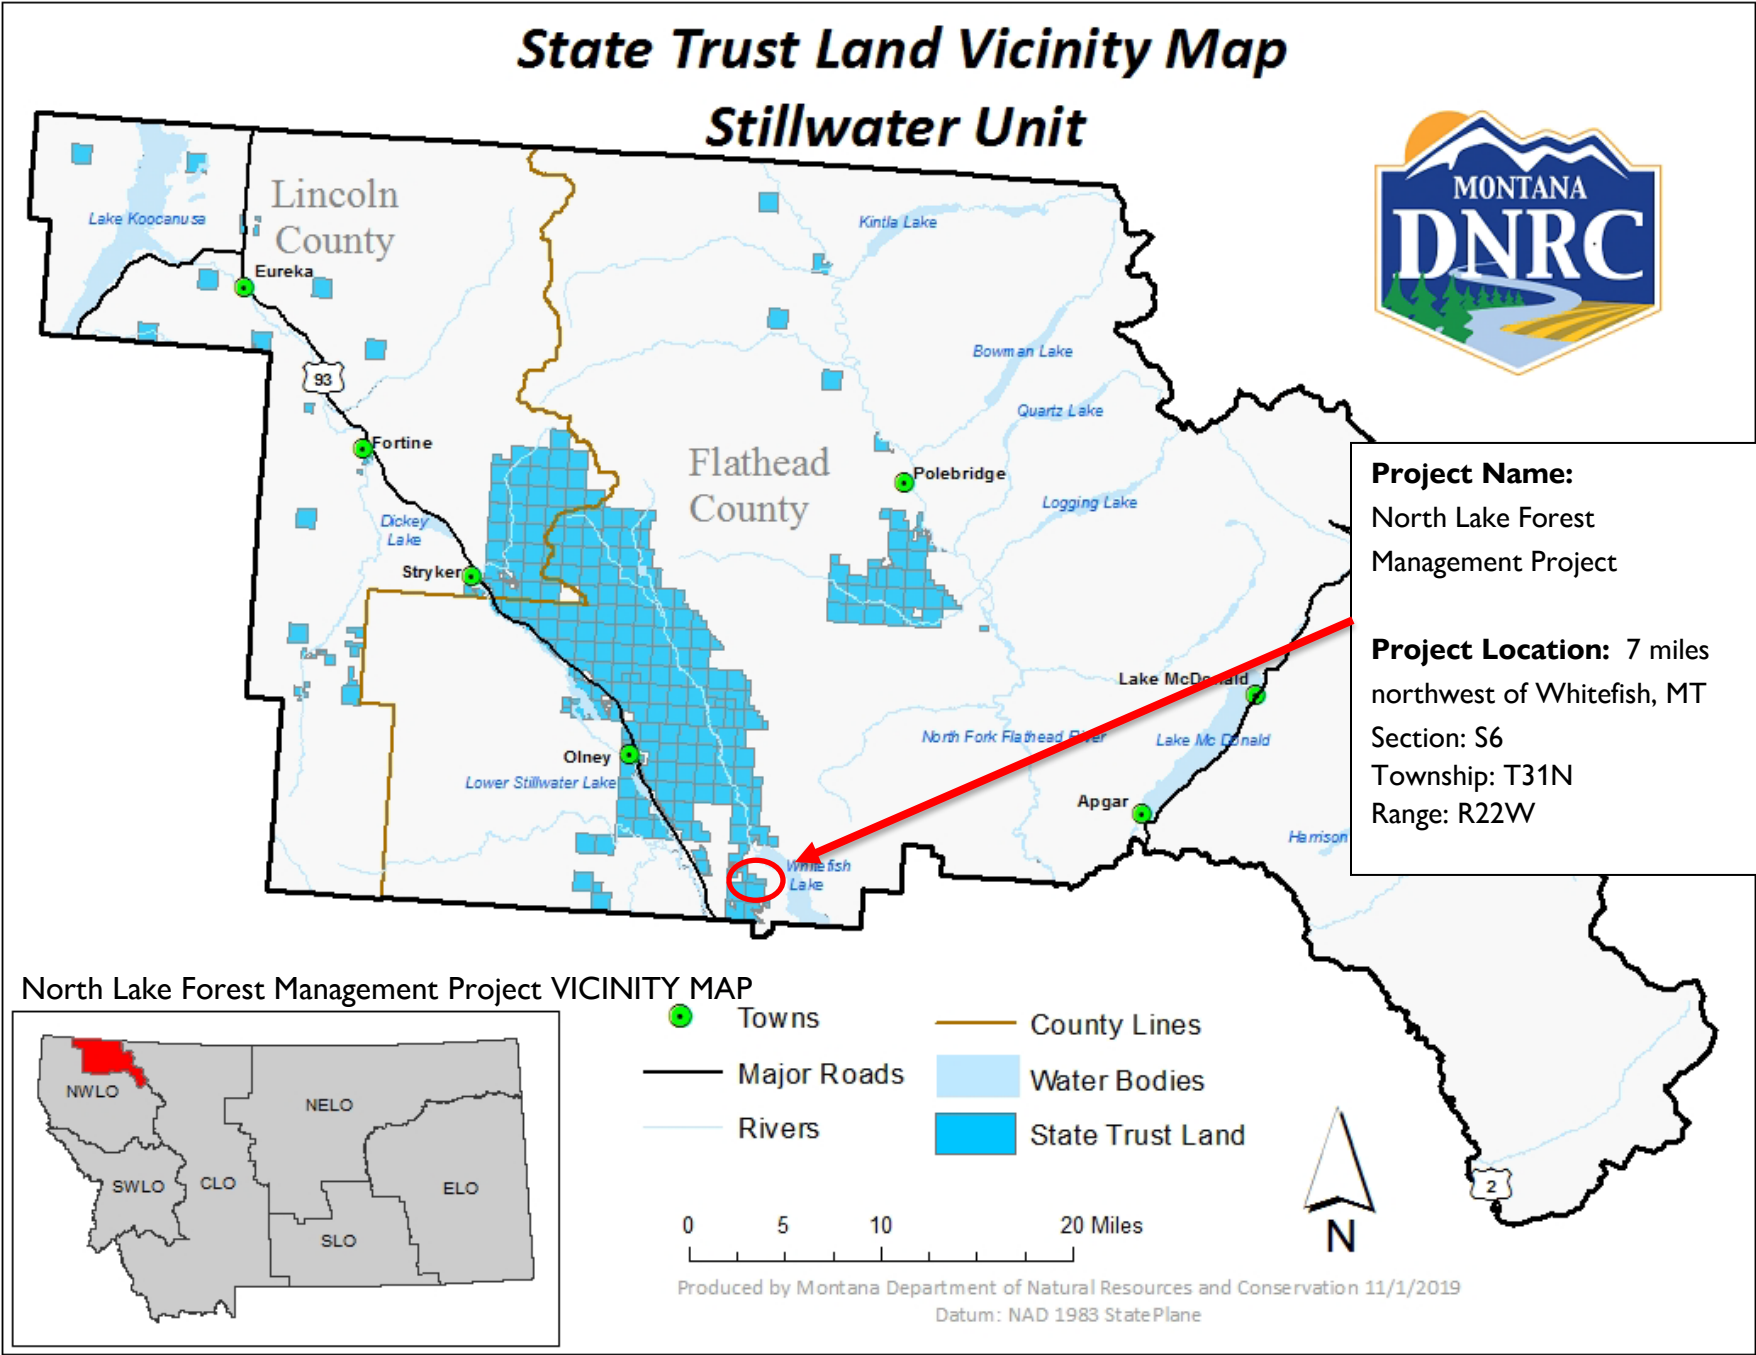 State Trust Land Vicinity Map
Stillwater Unit
MONTANA
DNRC
Lincoln
County
Lake Koocanusa
Eureka
93
Fortine
Dickey
Lake
Stryker
Kintla Lake
Bowman Lake
Quartz Lake
Flathead
County
Polebridge
Logging Lake
Lake McDonald
North Fork Flathead River
Lake Mc Donald
Olney
Lower Stillwater Lake
Apgar
Harrison
Whitefish
Lake
Project Name:
North Lake Forest
Management Project
Project Location: 7 miles
northwest of Whitefish, MT
Section: S6
Township: T31N
Range: R22W
2
North Lake Forest Management Project VICINITY MAP
NWLO
NELO
SWLO
CLO
ELO
SLO
Towns
Major Roads
Rivers
County Lines
Water Bodies
State Trust Land
0 5 10 20 Miles
N
Produced by Montana Department of Natural Resources and Conservation 11/1/2019
Datum: NAD 1983 StatePlane